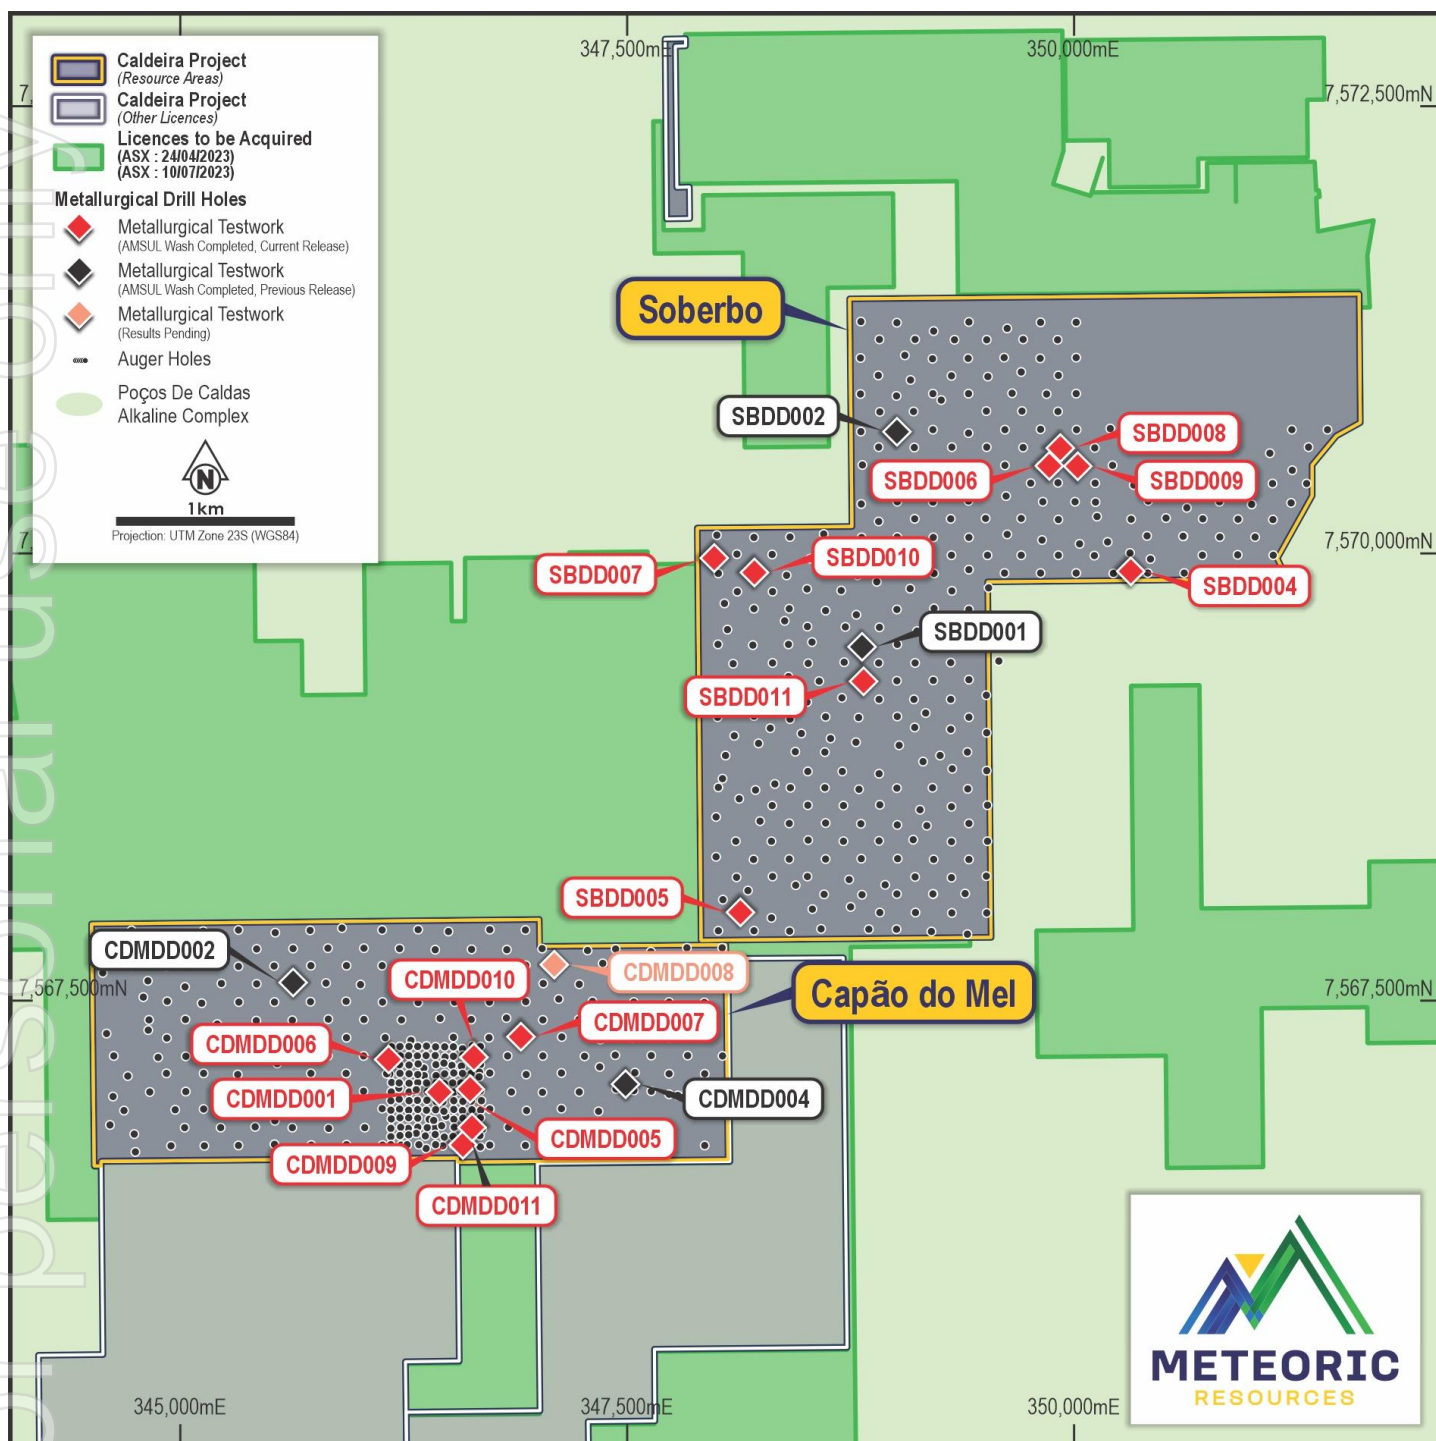 347,500mE
350,000mE
7,572,500mN
Caldeira Project
(Resource Areas)
Caldeira Project
(Other Licences)
Licences to be Acquired
(ASX : 24/04/2023)
(ASX : 10/07/2023)
Metallurgical Drill Holes
Metallurgical Testwork
(AMSUL Wash Completed, Current Release)
Metallurgical Testwork
(AMSUL Wash Completed, Previous Release)
Metallurgical Testwork
(Results Pending)
Auger Holes
Poços De Caldas
Alkaline Complex
N
1km
Projection: UTM Zone 23S (WGS84)
7,
7,
Soberbo
SBDD002
SBDD008
SBDD006
SBDD009
7,570,000mN
SBDD007
SBDD010
SBDD004
SBDD001
SBDD011
SBDD005
CDMDD002
CDMDD010
CDMDD008
7,567,500mN
Capão do Mel
7,567,500mN
CDMDD006
CDMDD007
CDMDD001
CDMDD004
CDMDD005
CDMDD009
CDMDD011
345,000mE
347,500mE
350,000mE
METEORIC
RESOURCES
personal use only